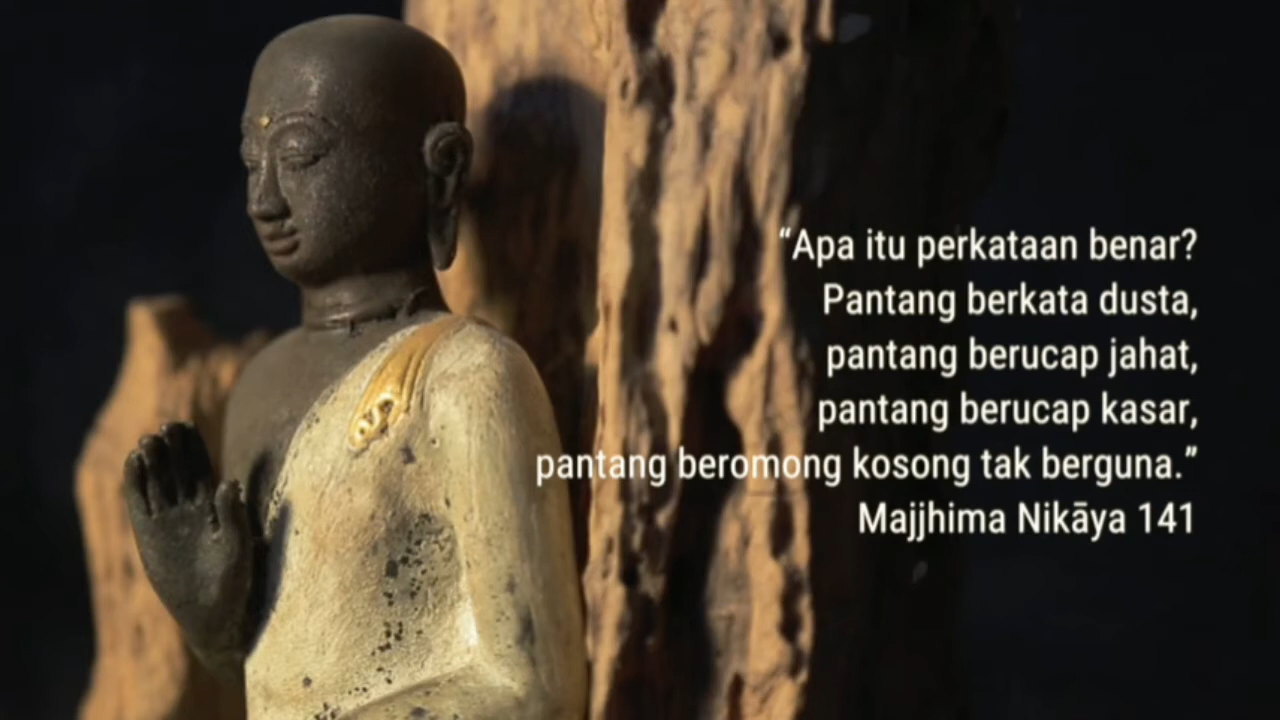 “Apa itu perkataan benar?
Pantang berkata dusta,
pantang berucap jahat,
pantang berucap kasar,
pantang beromong kosong tak berguna.”
Majjhima Nikāya 141